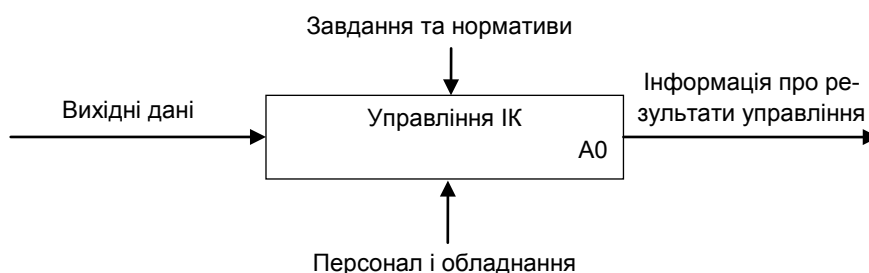 Завдання та нормативи
Вихідні дані
Управління ІК
А0
Інформація про ре-
зультати управління
Персонал і обладнання